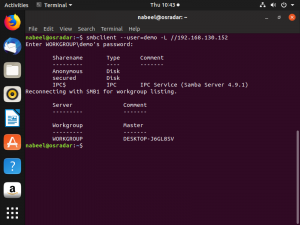 Activities Terminal Thu 10:43
nabeel@osradar: ~
File Edit View Search Terminal Help
nabeel@osradar:~$ smbclient --user=demo -L //192.168.130.152
Enter WORKGROUP\demo's password:
Sharename Type Comment
--------- ---- -------
Anonymous Disk
secured Disk
IPC$ IPC IPC Service (Samba Server 4.9.1)
Reconnecting with SMB1 for workgroup listing.
Server Comment
--------- -------
Workgroup Master
--------- -------
WORKGROUP DESKTOP-J6GLBSV
nabeel@osradar:~$